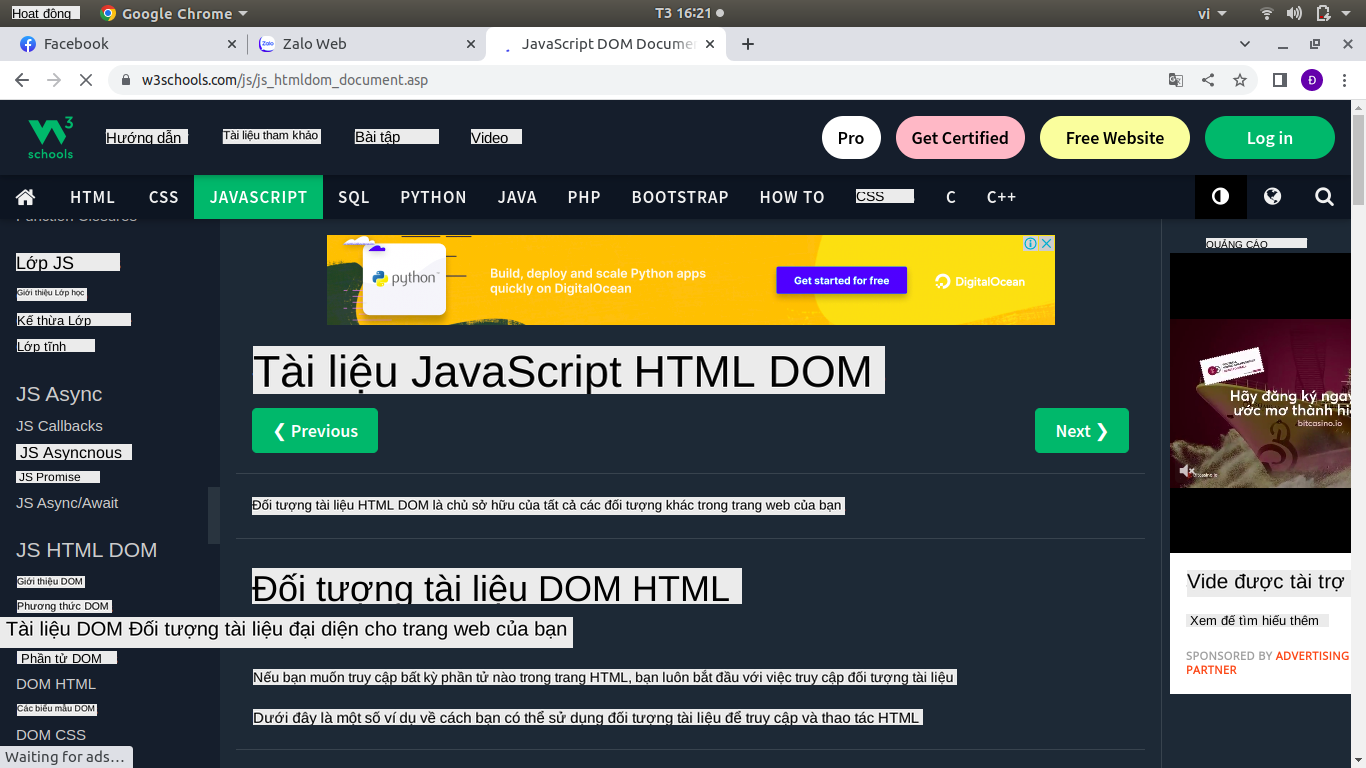 Hoạt động
Google Chrome
T3 16:21
vi
Facebook
Zalo Web
JavaScript DOM Docume
w3schools.com/js/js_htmldom_document.asp
3
schools
Hướng dẫn
Tài liệu tham khảo
Bài tập
Video
Pro
Get Certified
Free Website
Log in
HTML
CSS
JAVASCRIPT
SQL
PYTHON
JAVA
PHP
BOOTSTRAP
HOW TO
CSS
C
C++
Function Closures
Lớp JS
Giới thiệu Lớp học
Kế thừa Lớp
Lớp tĩnh
JS Async
JS Callbacks
JS Asyncnous
JS Promise
JS Async/Await
JS HTML DOM
Giới thiệu DOM
Phương thức DOM
Tài liệu DOM Đối tượng tài liệu đại diện cho trang web của bạn
Phần tử DOM
DOM HTML
Các biểu mẫu DOM
DOM CSS
Waiting for ads…
python
Build, deploy and scale Python apps
quickly on DigitalOcean
Get started for free
DigitalOcean
Tài liệu JavaScript HTML DOM
❮ Previous
Next ❯
Đối tượng tài liệu HTML DOM là chủ sở hữu của tất cả các đối tượng khác trong trang web của bạn
Đối tượng tài liệu DOM HTML
Nếu bạn muốn truy cập bất kỳ phần tử nào trong trang HTML, bạn luôn bắt đầu với việc truy cập đối tượng tài liệu
Dưới đây là một số ví dụ về cách bạn có thể sử dụng đối tượng tài liệu để truy cập và thao tác HTML
QUẢNG CÁO
Hãy đăng ký ngay
ước mơ thành hi
bitcasino.io
Vide được tài trợ
Xem để tìm hiểu thêm
SPONSORED BY ADVERTISING
PARTNER